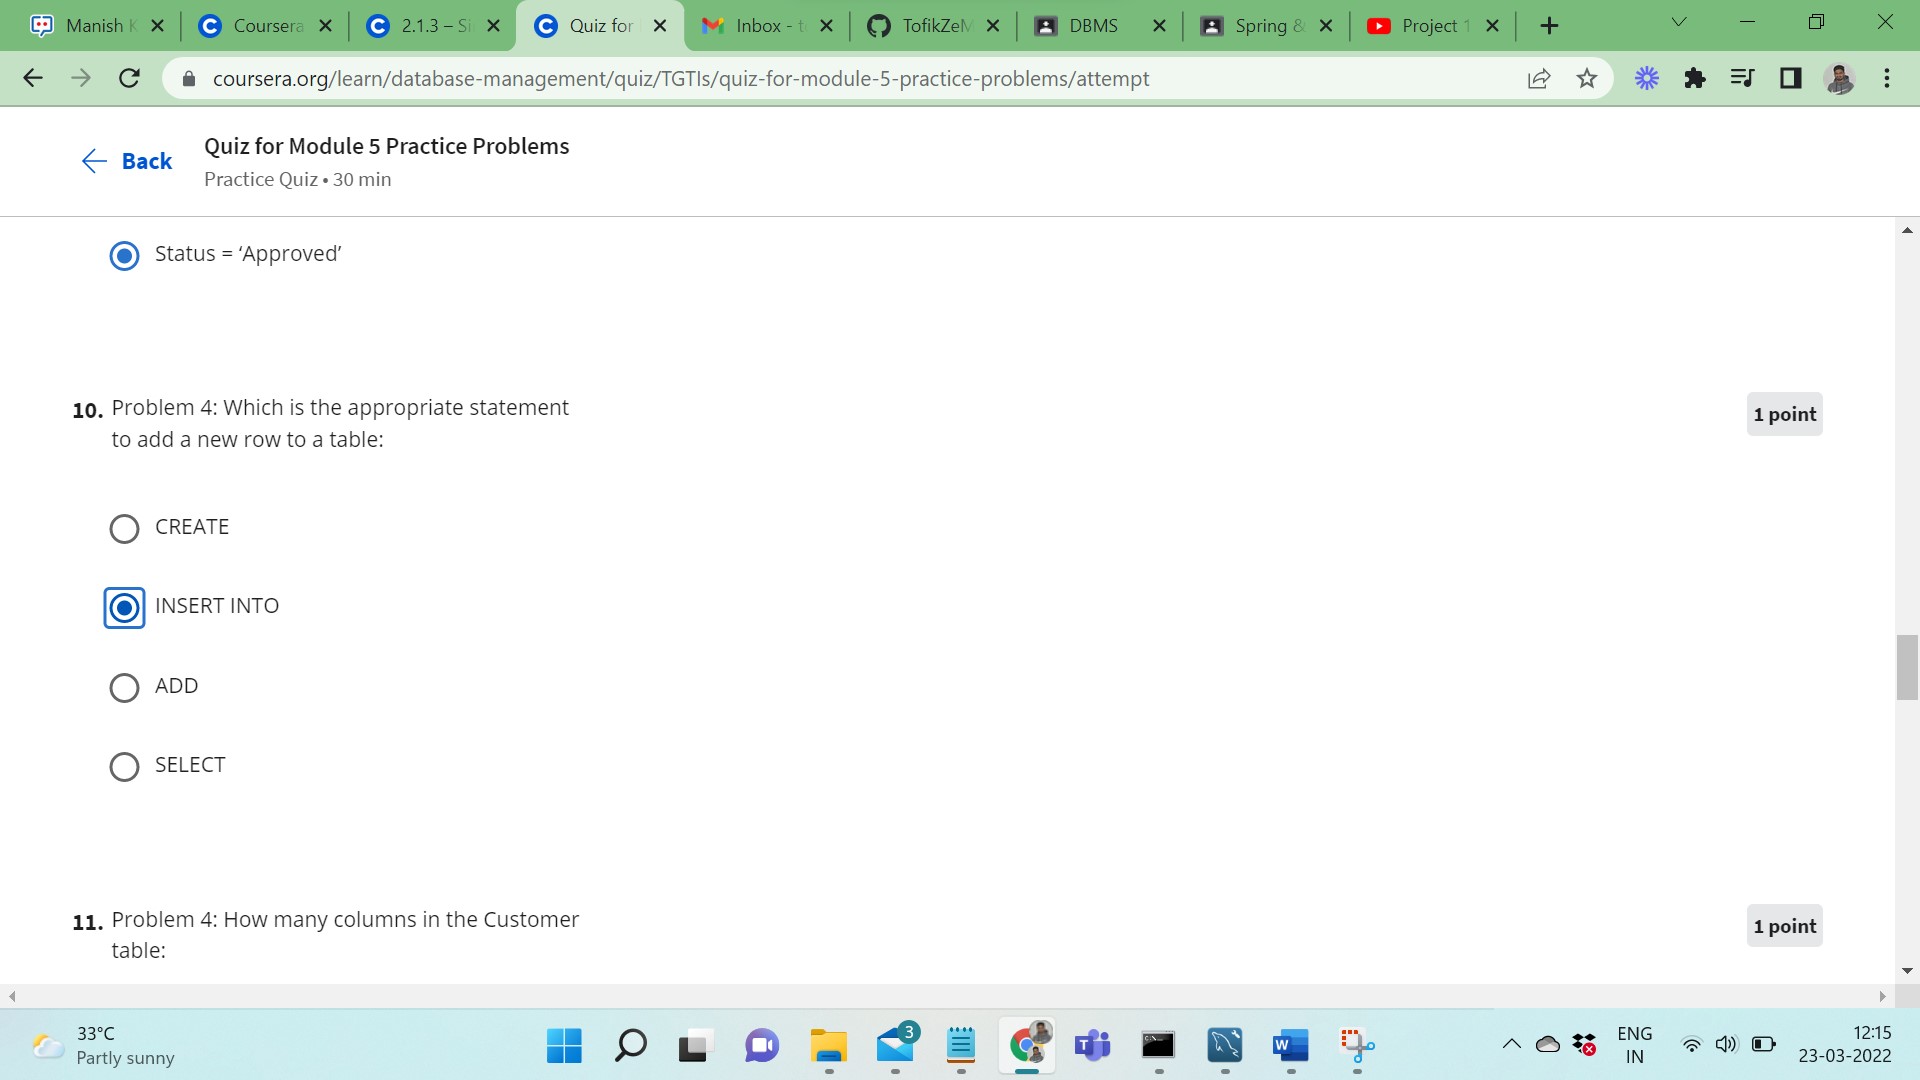 Manish K
Coursera
2.1.3 – Si
Quiz for
Inbox - t
TofikZeM
DBMS
Spring &
Project 1
coursera.org/learn/database-management/quiz/TGTIs/quiz-for-module-5-practice-problems/attempt
Back
Quiz for Module 5 Practice Problems
Practice Quiz • 30 min
Status = ‘Approved’
10. Problem 4: Which is the appropriate statement
to add a new row to a table:
1 point
CREATE
INSERT INTO
ADD
SELECT
11. Problem 4: How many columns in the Customer
table:
1 point
33°C
Partly sunny
3
ENG
IN
12:15
23-03-2022